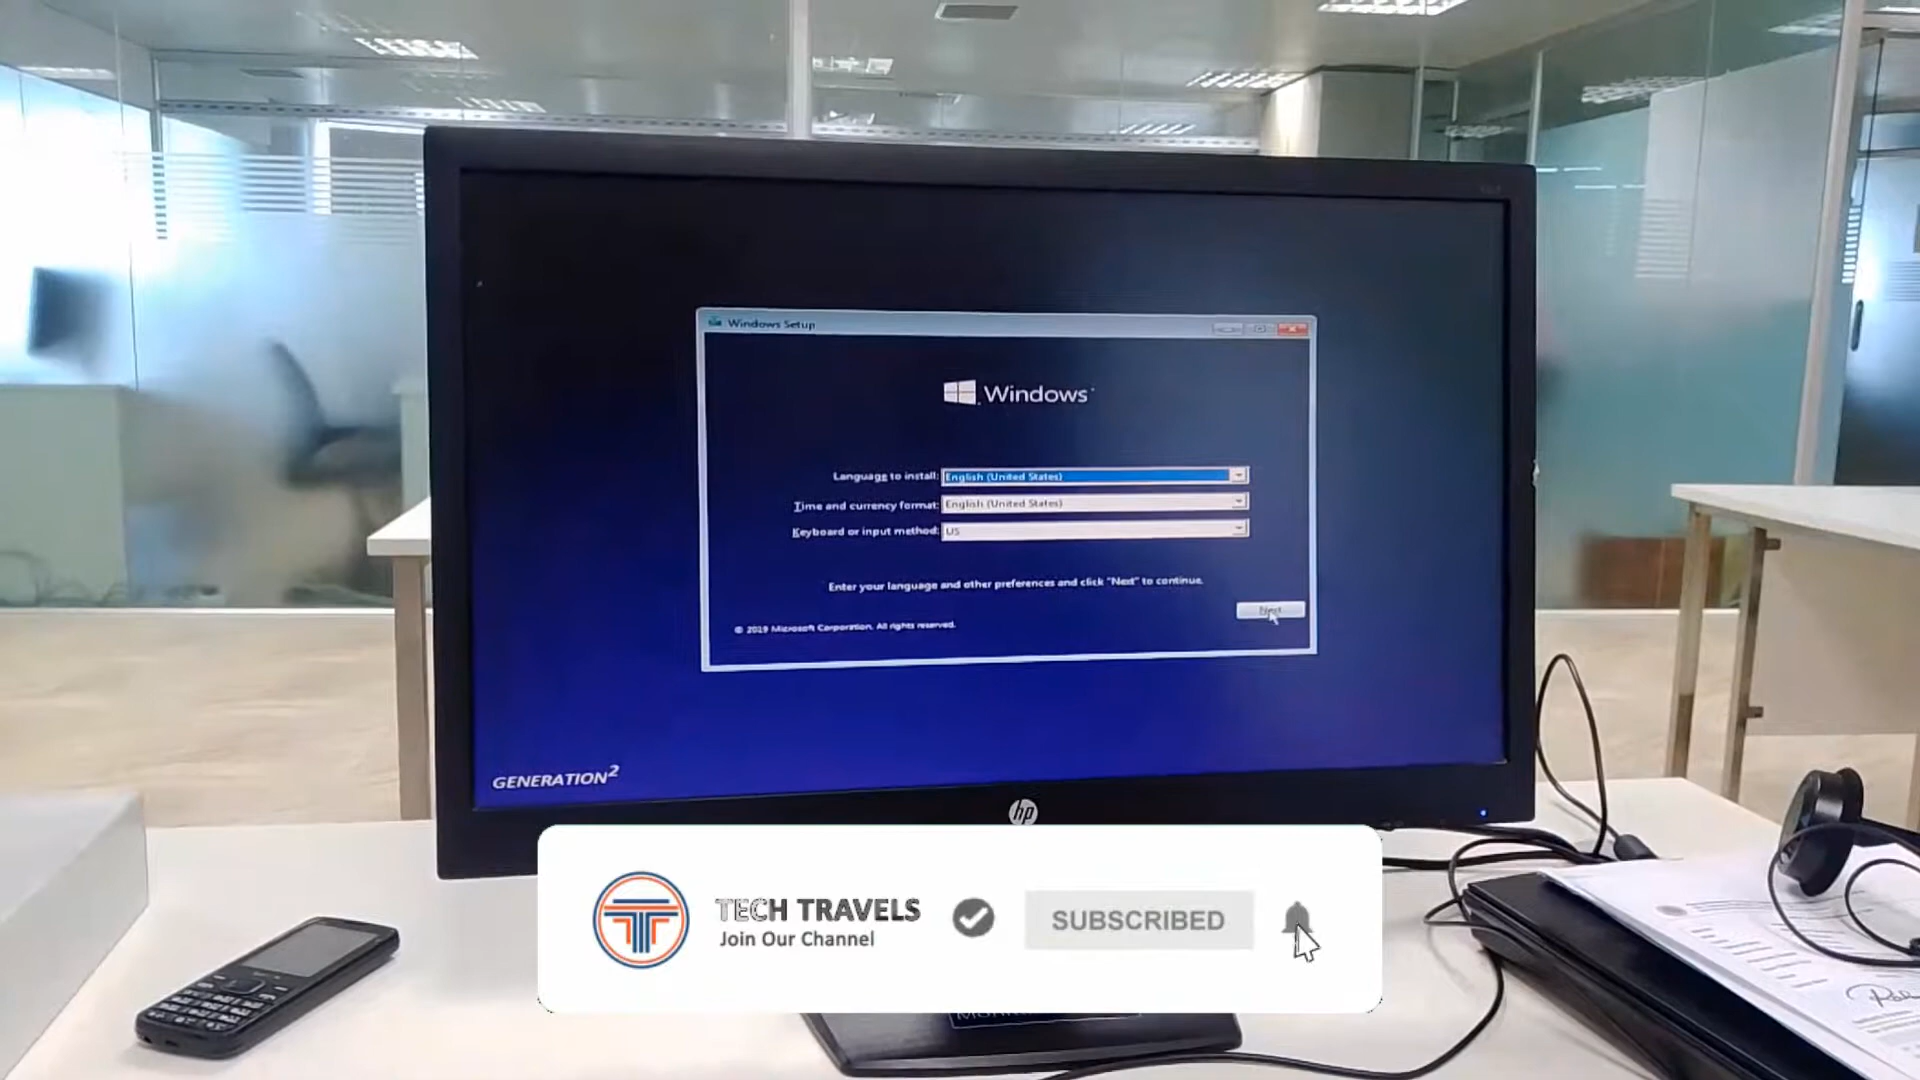 Windows Setup
Windows
Language to install: English (United States)
Time and currency format: English (United States)
Keyboard or input method: US
Enter your language and other preferences and click "Next" to continue.
Next
© 2019 Microsoft Corporation. All rights reserved.
GENERATION²
hp
TECH TRAVELS
Join Our Channel
SUBSCRIBED